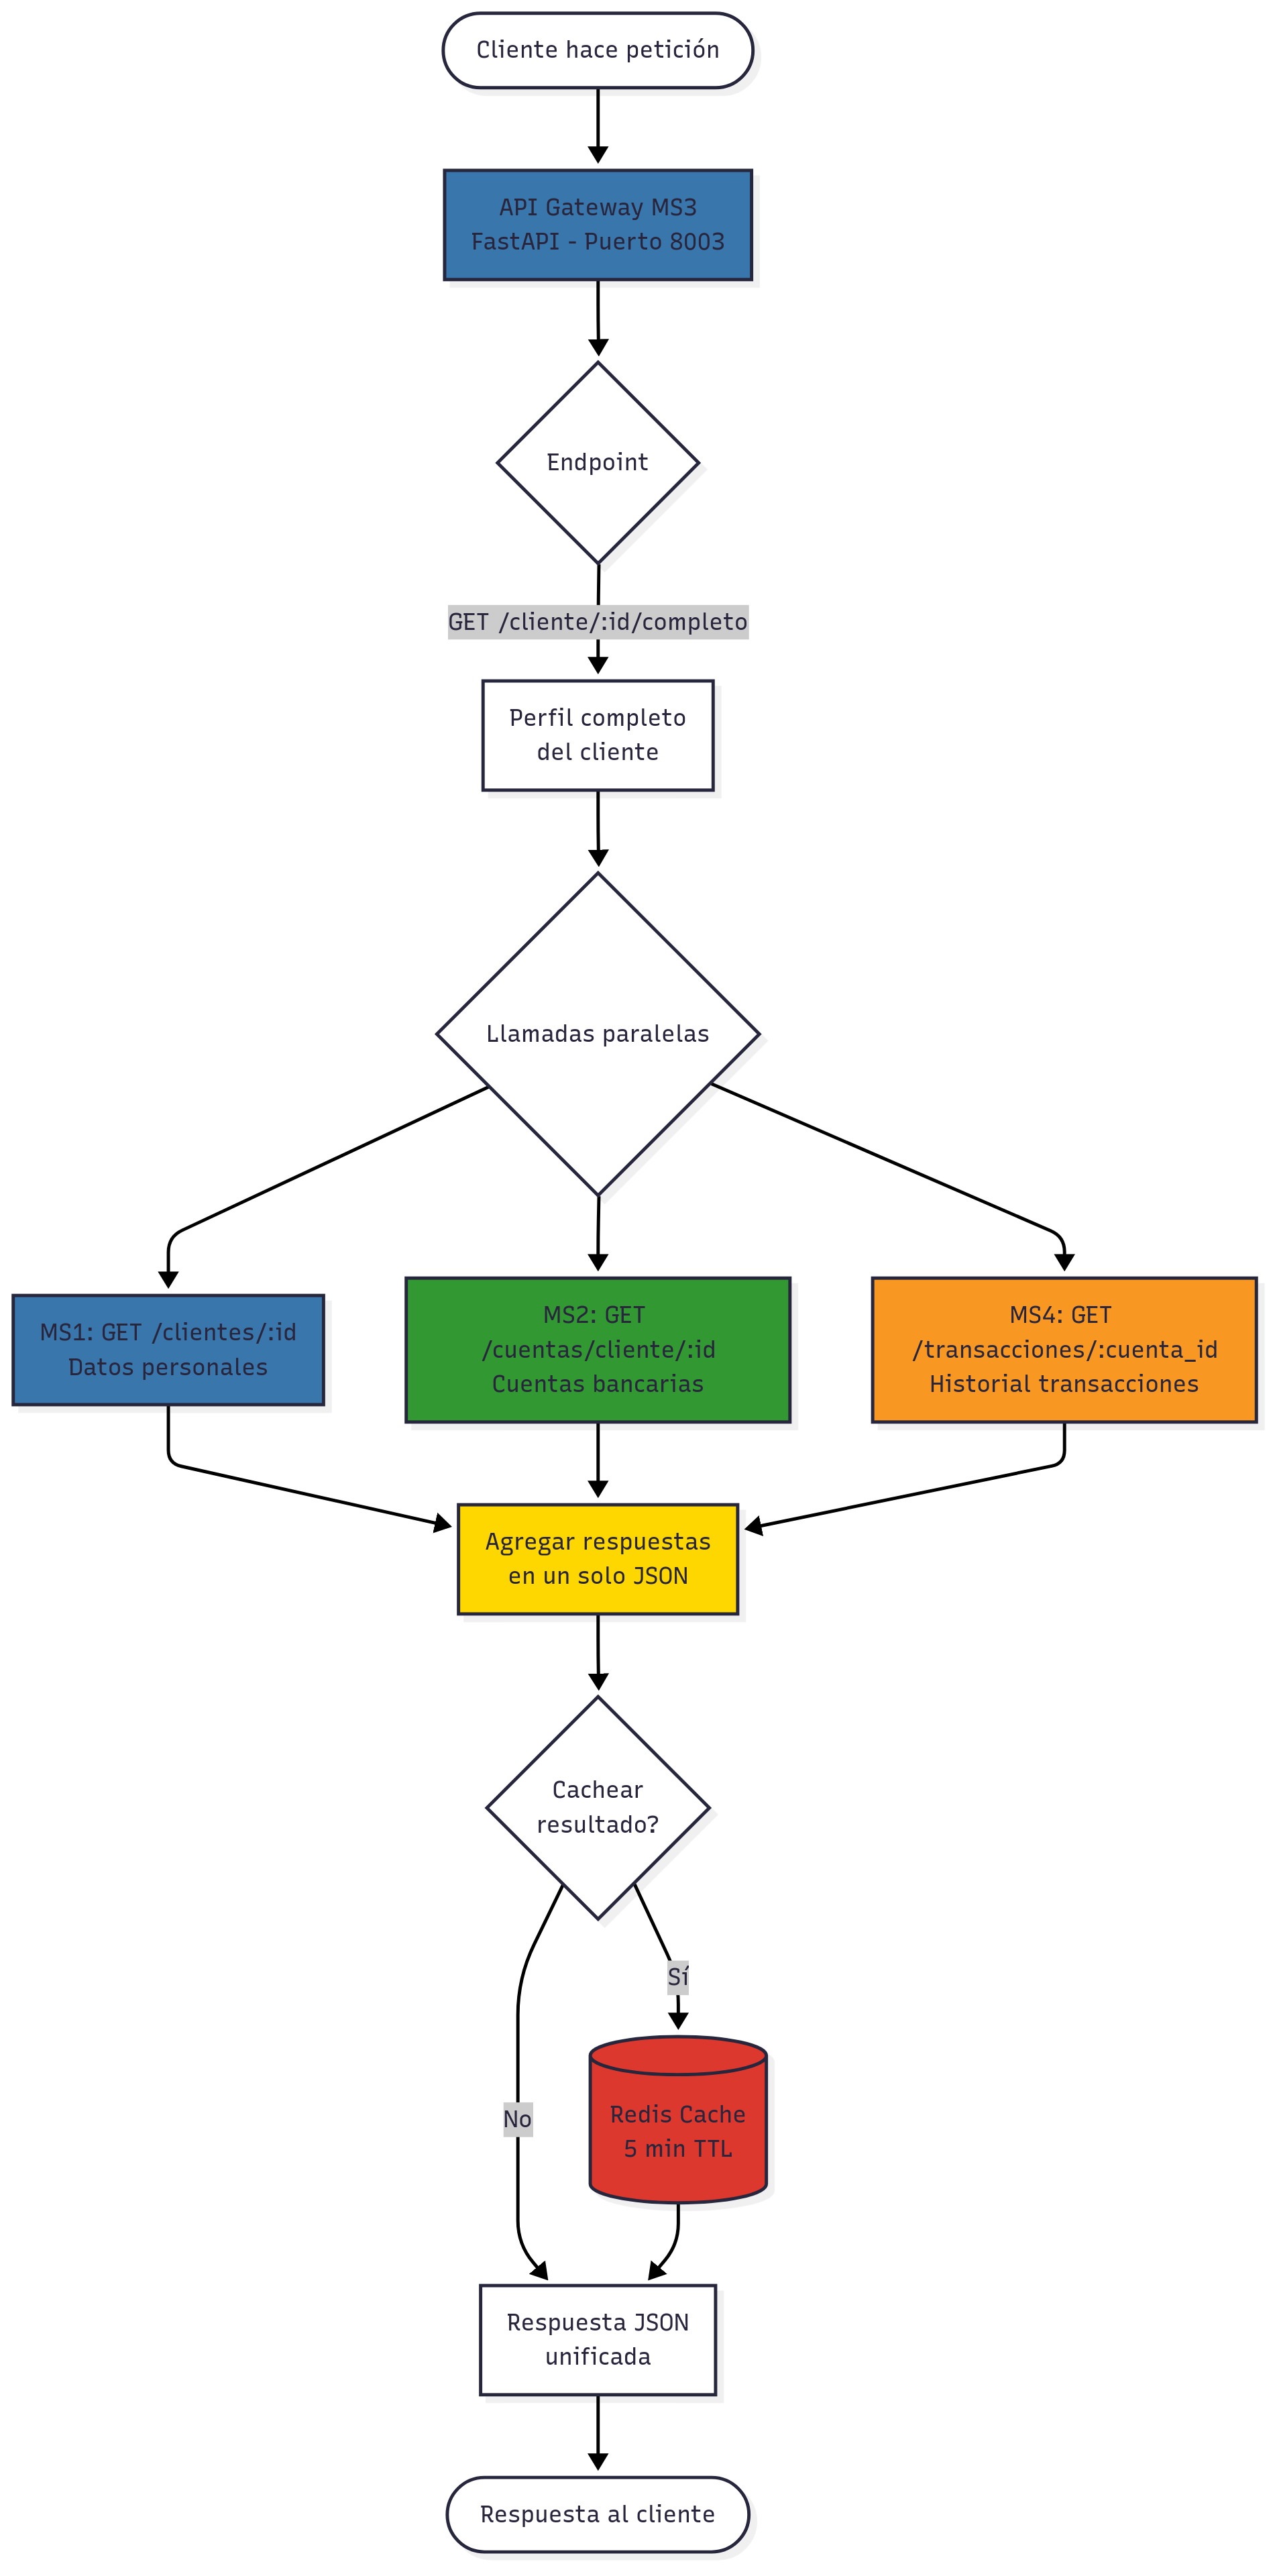 Cliente hace petición
API Gateway MS3
FastAPI - Puerto 8003
Endpoint
GET /cliente/:id/completo
Perfil completo
del cliente
Llamadas paralelas
MS1: GET /clientes/:id
Datos personales
MS2: GET
/cuentas/cliente/:id
Cuentas bancarias
MS4: GET
/transacciones/:cuenta_id
Historial transacciones
Agregar respuestas
en un solo JSON
Cachear
resultado?
Sí
No
Redis Cache
5 min TTL
Respuesta JSON
unificada
Respuesta al cliente